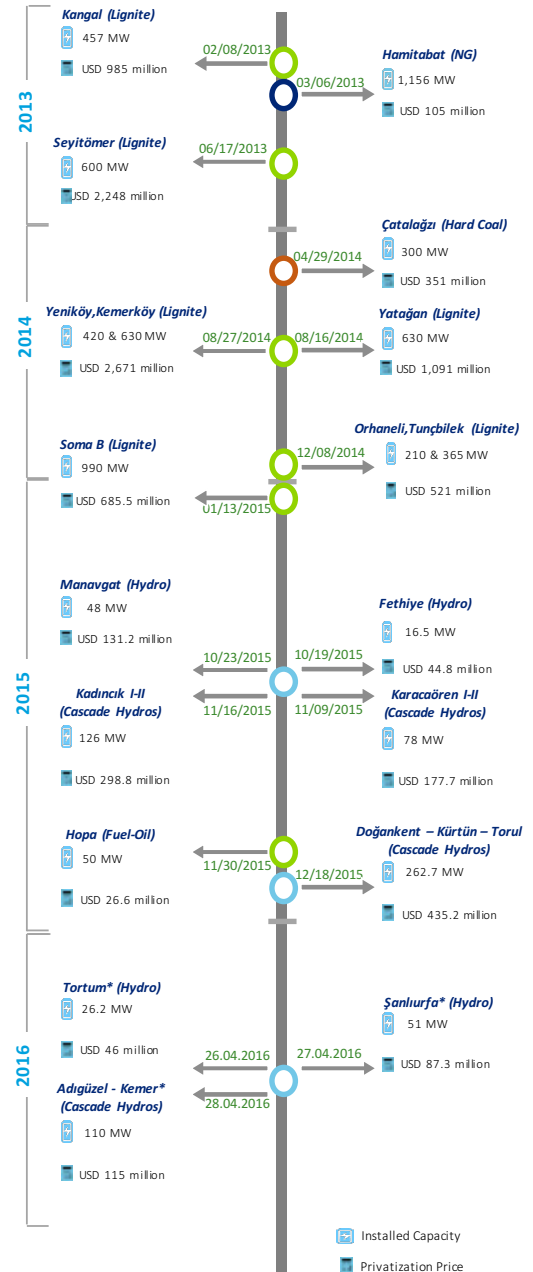 2013
Kangal (Lignite)
457 MW
USD 985 million
02/08/2013
Hamitabat (NG)
1,156 MW
USD 105 million
03/06/2013
Seyitömer (Lignite)
600 MW
USD 2,248 million
06/17/2013
2014
Çatalağzı (Hard Coal)
300 MW
USD 351 million
04/29/2014
Yeniköy,Kemerköy (Lignite)
420 & 630 MW
USD 2,671 million
08/27/2014
08/16/2014
Yatağan (Lignite)
630 MW
USD 1,091 million
Orhaneli,Tunçbilek (Lignite)
210 & 365 MW
USD 521 million
12/08/2014
Soma B (Lignite)
990 MW
USD 685.5 million
01/13/2015
2015
Manavgat (Hydro)
48 MW
USD 131.2 million
10/23/2015
Fethiye (Hydro)
16.5 MW
USD 44.8 million
10/19/2015
Kadıncık I-II
(Cascade Hydros)
126 MW
USD 298.8 million
11/16/2015
11/09/2015
Karacaören I-II
(Cascade Hydros)
78 MW
USD 177.7 million
Hopa (Fuel-Oil)
50 MW
USD 26.6 million
11/30/2015
Doğankent – Kürtün – Torul
(Cascade Hydros)
262.7 MW
USD 435.2 million
12/18/2015
2016
Tortum* (Hydro)
26.2 MW
USD 46 million
26.04.2016
Şanlıurfa* (Hydro)
51 MW
USD 87.3 million
27.04.2016
Adıgüzel - Kemer*
(Cascade Hydros)
110 MW
USD 115 million
28.04.2016
Installed Capacity
Privatization Price